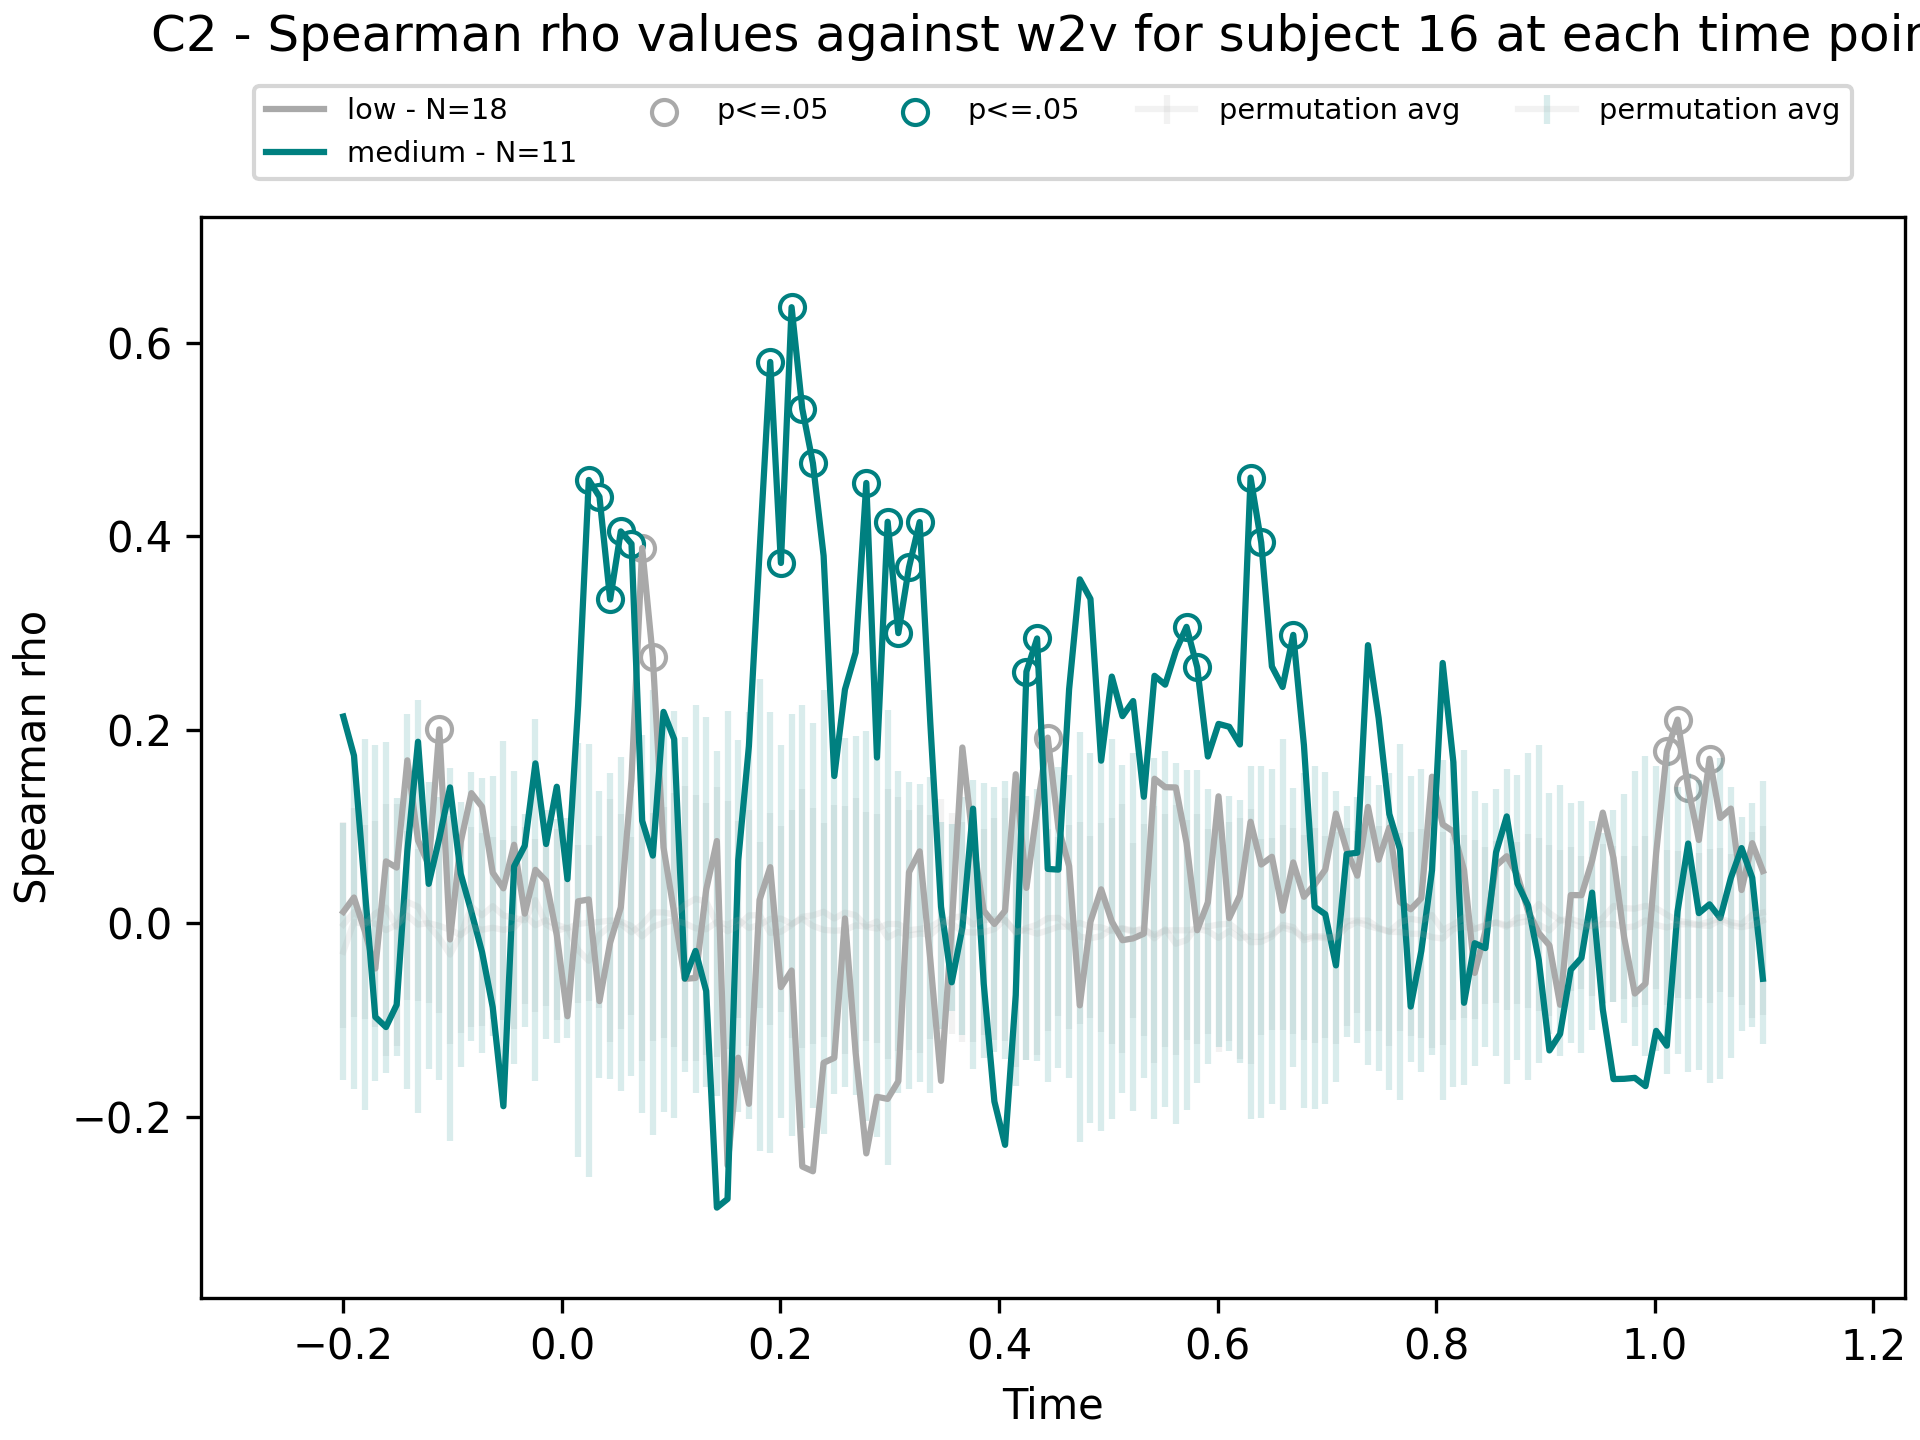 C2 - Spearman rho values against w2v for subject 16 at each time poin
low - N=18
medium - N=11
p<=.05
p<=.05
permutation avg
permutation avg
Spearman rho
0.6
0.4
0.2
0.0
−0.2
−0.2
0.0
0.2
0.4
0.6
0.8
1.0
1.2
Time